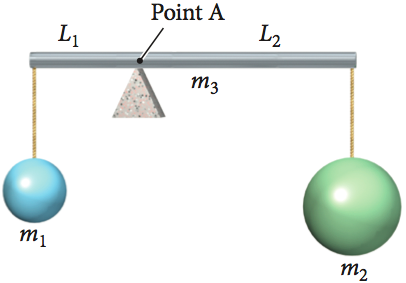 Point A
L₁
L₂
m₃
m₁
m₂